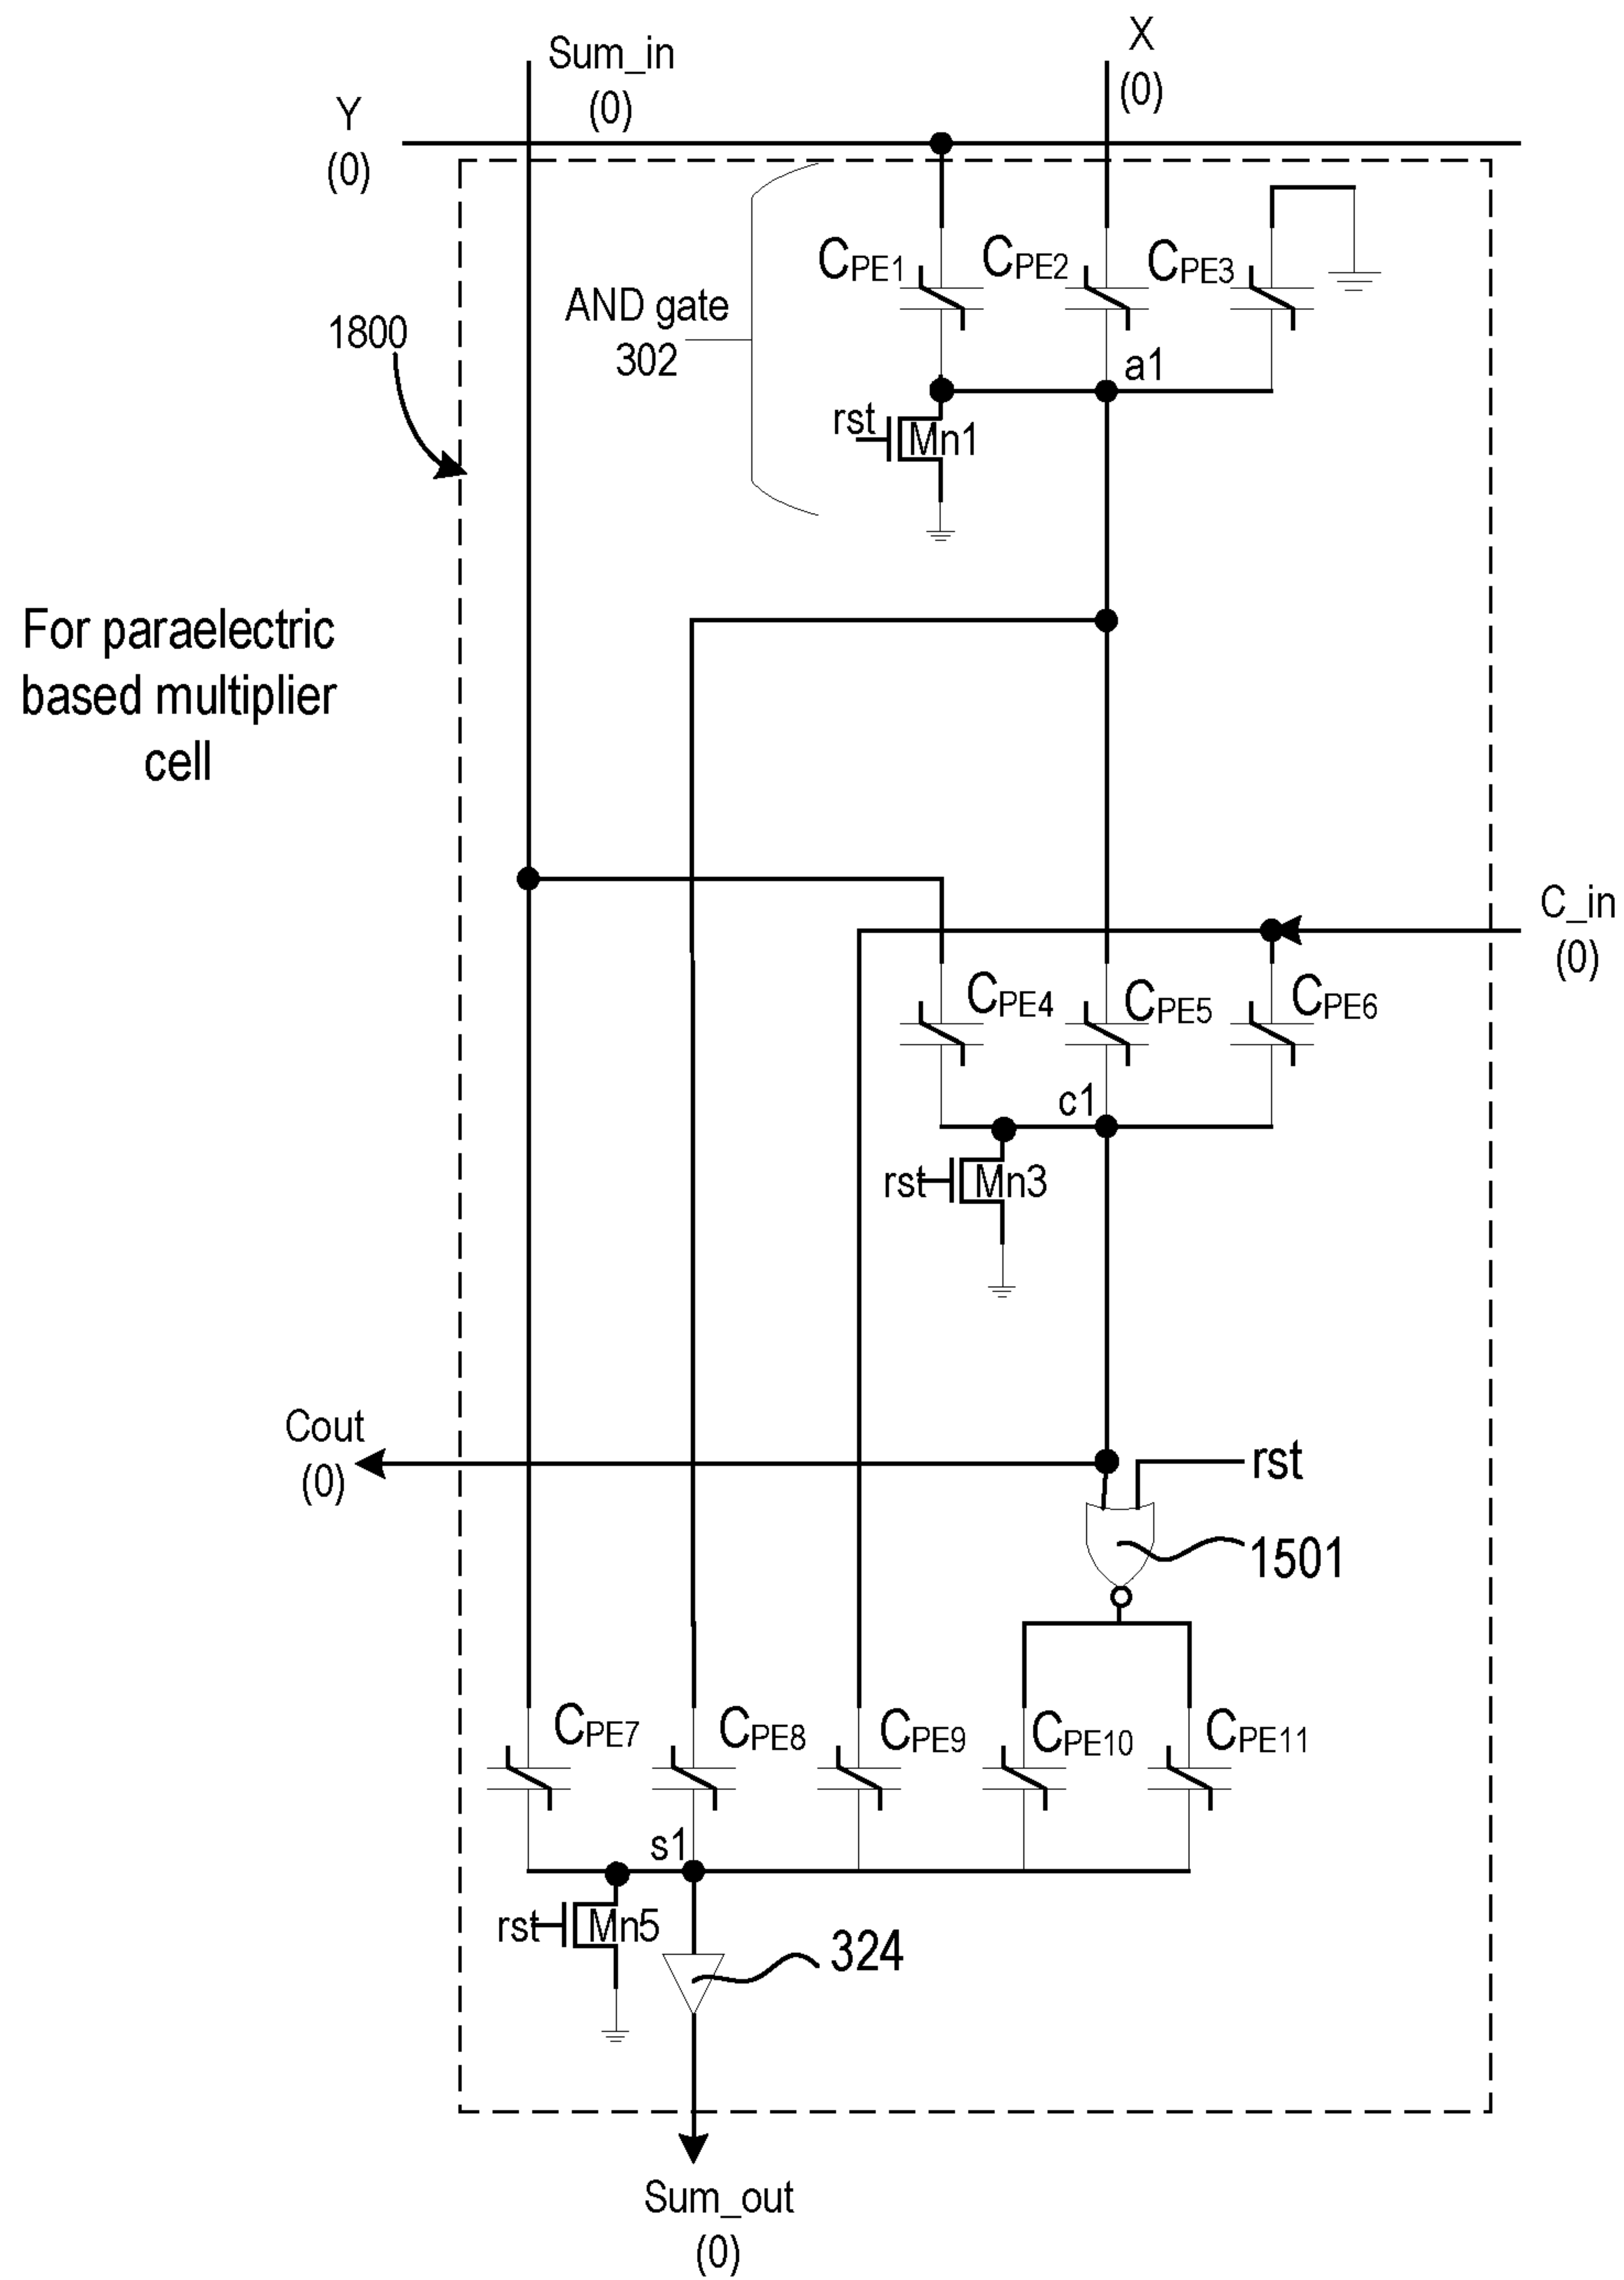 Sum_in
(0)
X
(0)
Y
(0)
CPE1
CPE2
CPE3
AND gate
302
1800
a1
rst
Mn1
For paraelectric
based multiplier
cell
C_in
(0)
CPE4
CPE5
CPE6
c1
rst
Mn3
Cout
(0)
rst
1501
CPE7
CPE8
CPE9
CPE10
CPE11
s1
rst
Mn5
324
Sum_out
(0)